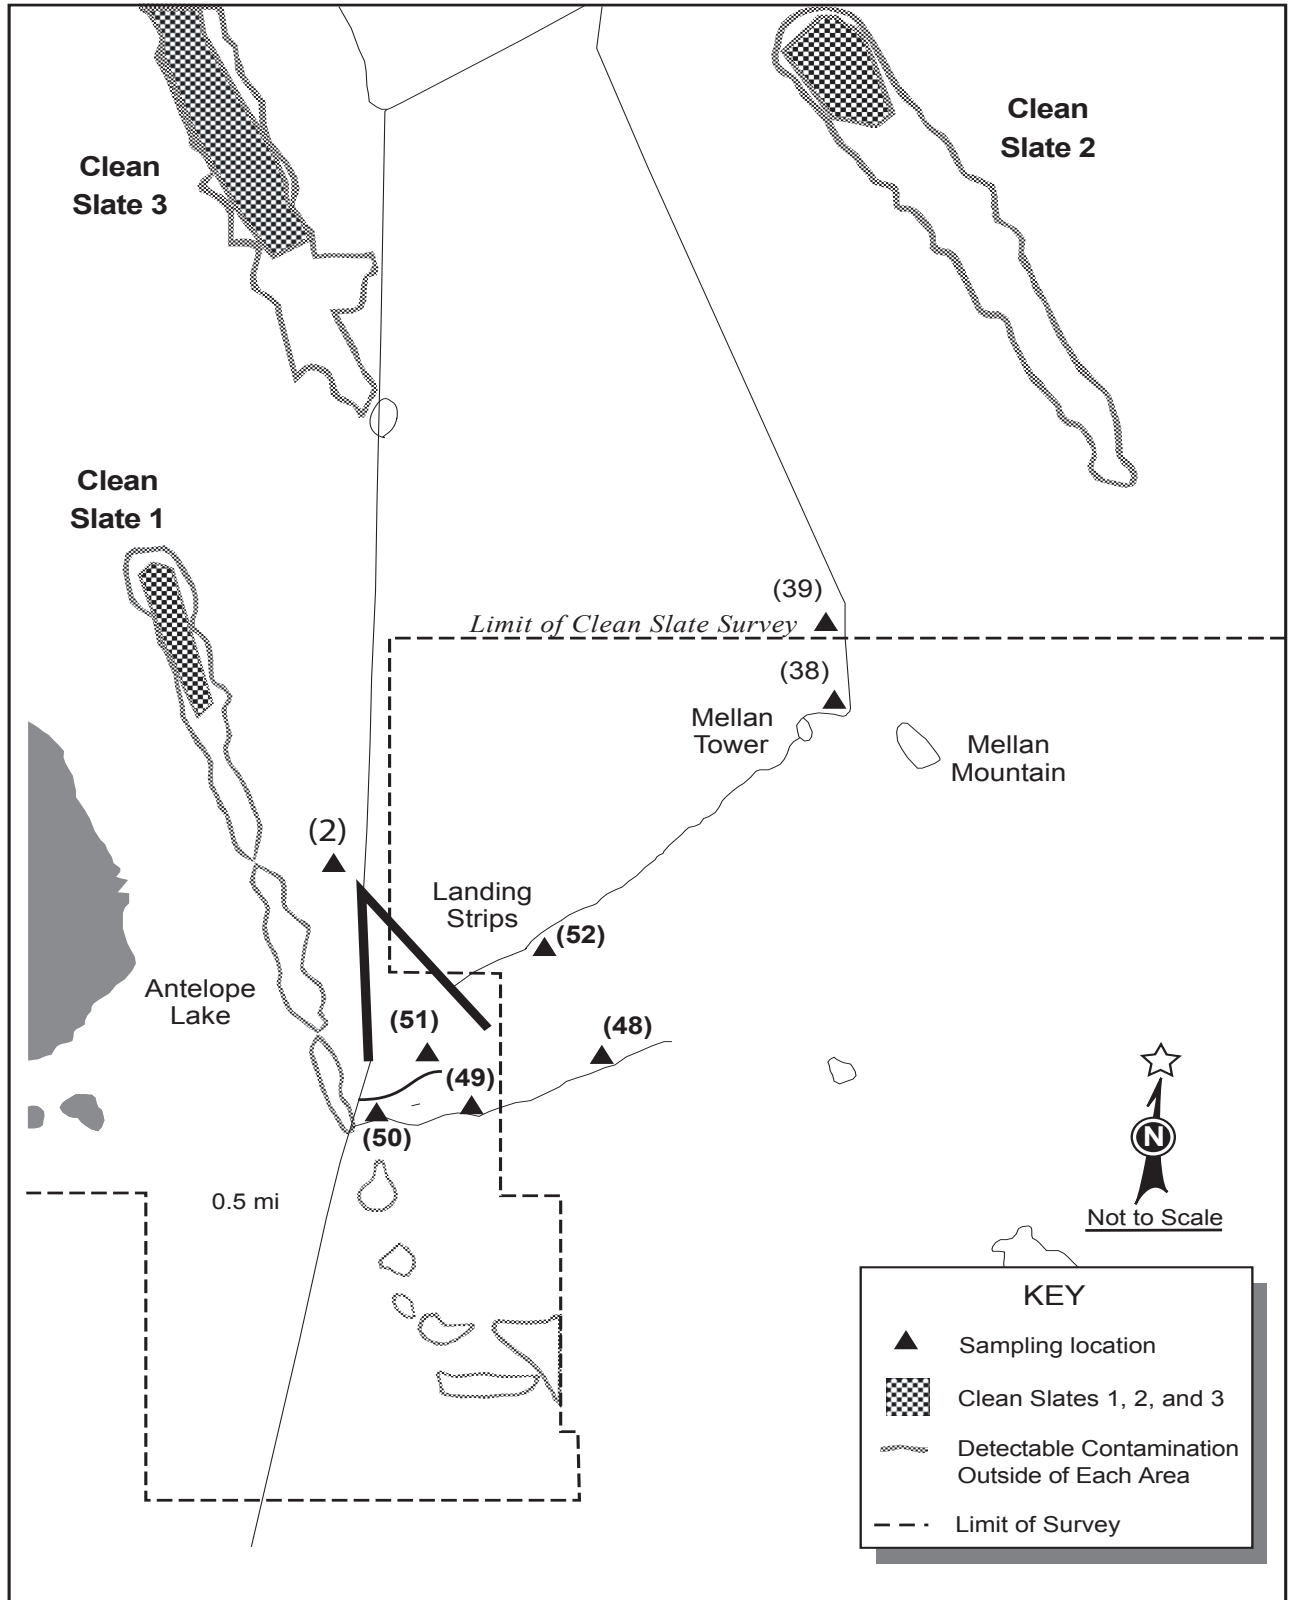 Clean
Slate 2
Clean
Slate 3
Clean
Slate 1
(39)
Limit of Clean Slate Survey
(38)
Mellan
Tower
Mellan
Mountain
(2)
Landing
Strips
(52)
Antelope
Lake
(51)
(48)
(49)
(50)
N
0.5 mi
Not to Scale
KEY
Sampling location
Clean Slates 1, 2, and 3
Detectable Contamination
Outside of Each Area
Limit of Survey